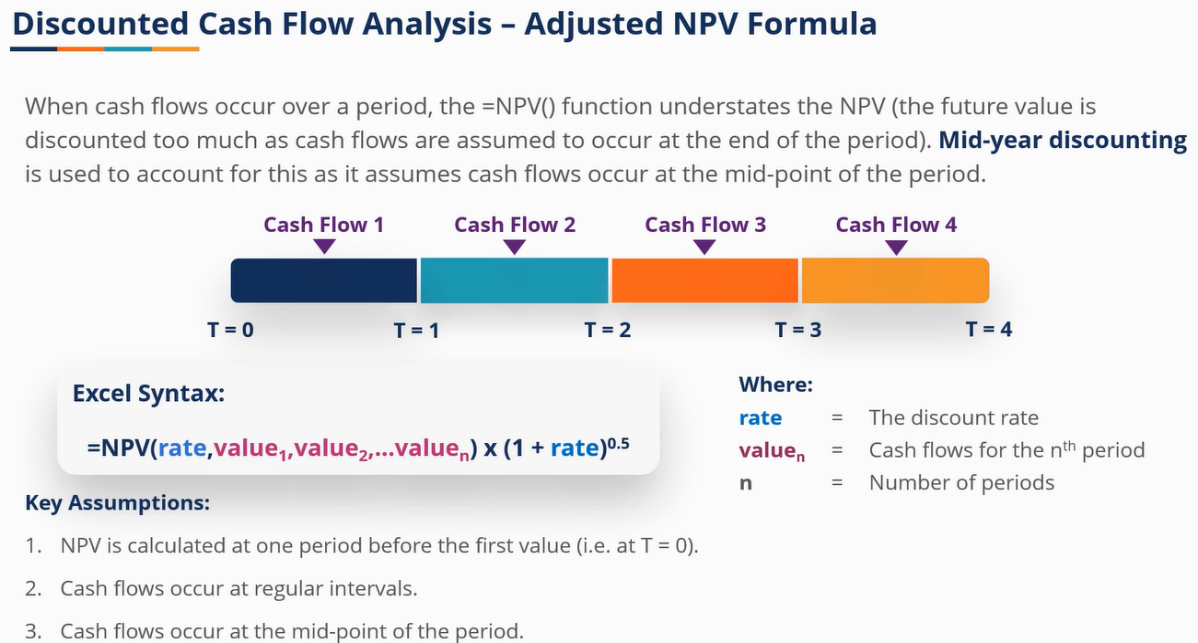 Discounted Cash Flow Analysis – Adjusted NPV Formula
When cash flows occur over a period, the =NPV() function understates the NPV (the future value is
discounted too much as cash flows are assumed to occur at the end of the period). Mid-year discounting
is used to account for this as it assumes cash flows occur at the mid-point of the period.
Cash Flow 1 Cash Flow 2 Cash Flow 3 Cash Flow 4
T = 0 T = 1 T = 2 T = 3 T = 4
Excel Syntax:
=NPV(rate,value₁,value₂,...valueₙ) x (1 + rate)⁰·⁵
Where:
rate = The discount rate
valueₙ = Cash flows for the nᵗʰ period
n = Number of periods
Key Assumptions:
1. NPV is calculated at one period before the first value (i.e. at T = 0).
2. Cash flows occur at regular intervals.
3. Cash flows occur at the mid-point of the period.